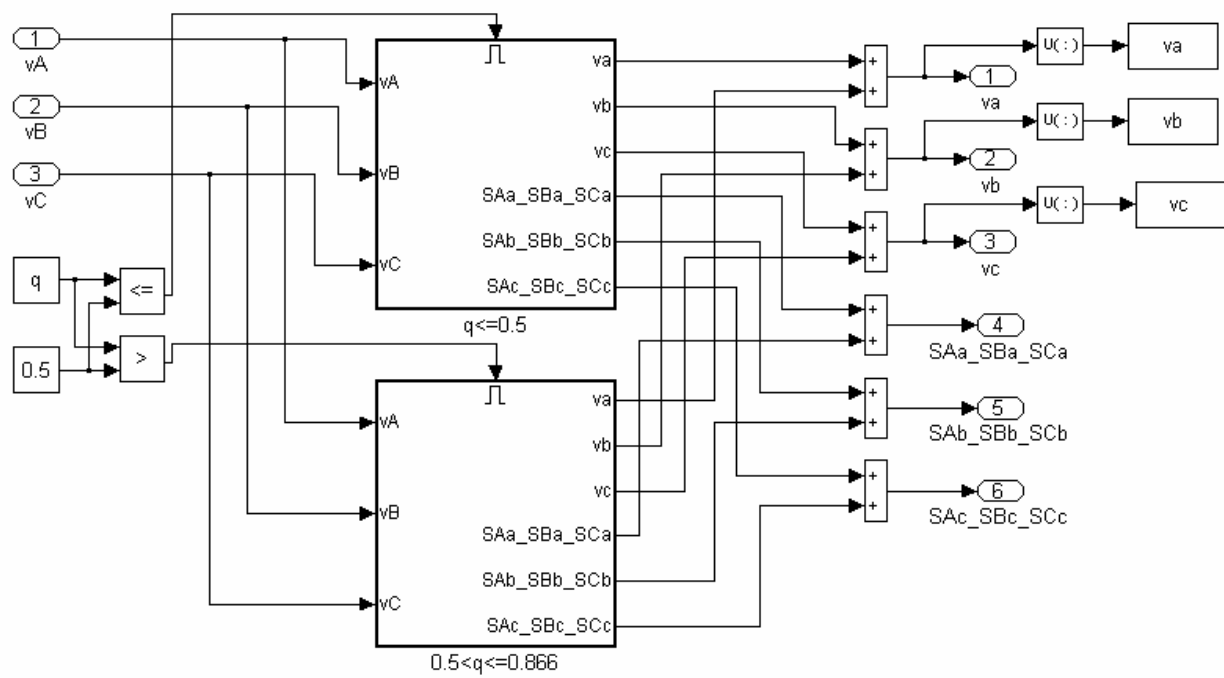 1
vA
2
vB
3
vC
q
<=
0.5
>
vA
vB
vC
va
vb
vc
SAa_SBa_SCa
SAb_SBb_SCb
SAc_SBc_SCc
q<=0.5
vA
vB
vC
va
vb
vc
SAa_SBa_SCa
SAb_SBb_SCb
SAc_SBc_SCc
0.5<q<=0.866
+
+
+
+
+
+
+
+
+
+
+
+
U(:)
va
1
va
U(:)
vb
2
vb
U(:)
vc
3
vc
4
SAa_SBa_SCa
5
SAb_SBb_SCb
6
SAc_SBc_SCc